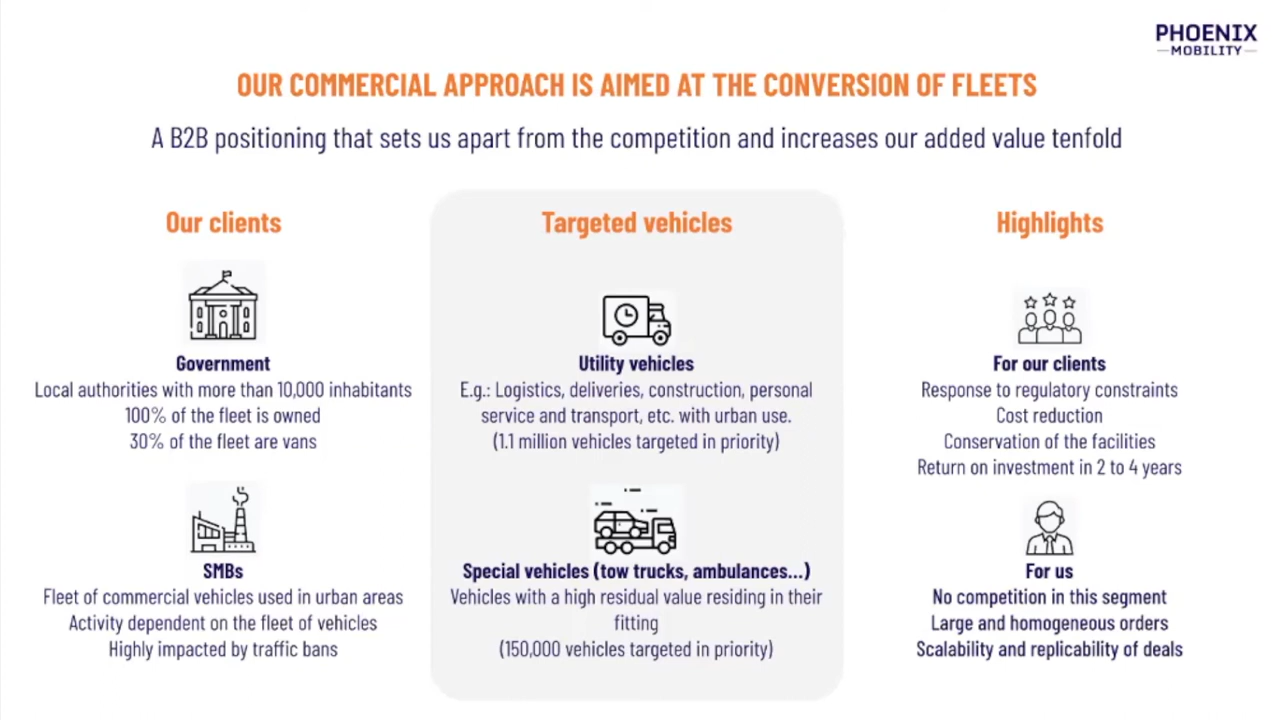 PHOENIX
MOBILITY
OUR COMMERCIAL APPROACH IS AIMED AT THE CONVERSION OF FLEETS
A B2B positioning that sets us apart from the competition and increases our added value tenfold
Our clients
Government
Local authorities with more than 10,000 inhabitants
100% of the fleet is owned
30% of the fleet are vans
SMBs
Fleet of commercial vehicles used in urban areas
Activity dependent on the fleet of vehicles
Highly impacted by traffic bans
Targeted vehicles
Utility vehicles
E.g.: Logistics, deliveries, construction, personal
service and transport, etc. with urban use.
(1.1 million vehicles targeted in priority)
Special vehicles (tow trucks, ambulances...)
Vehicles with a high residual value residing in their
fitting
(150,000 vehicles targeted in priority)
Highlights
For our clients
Response to regulatory constraints
Cost reduction
Conservation of the facilities
Return on investment in 2 to 4 years
For us
No competition in this segment
Large and homogeneous orders
Scalability and replicability of deals